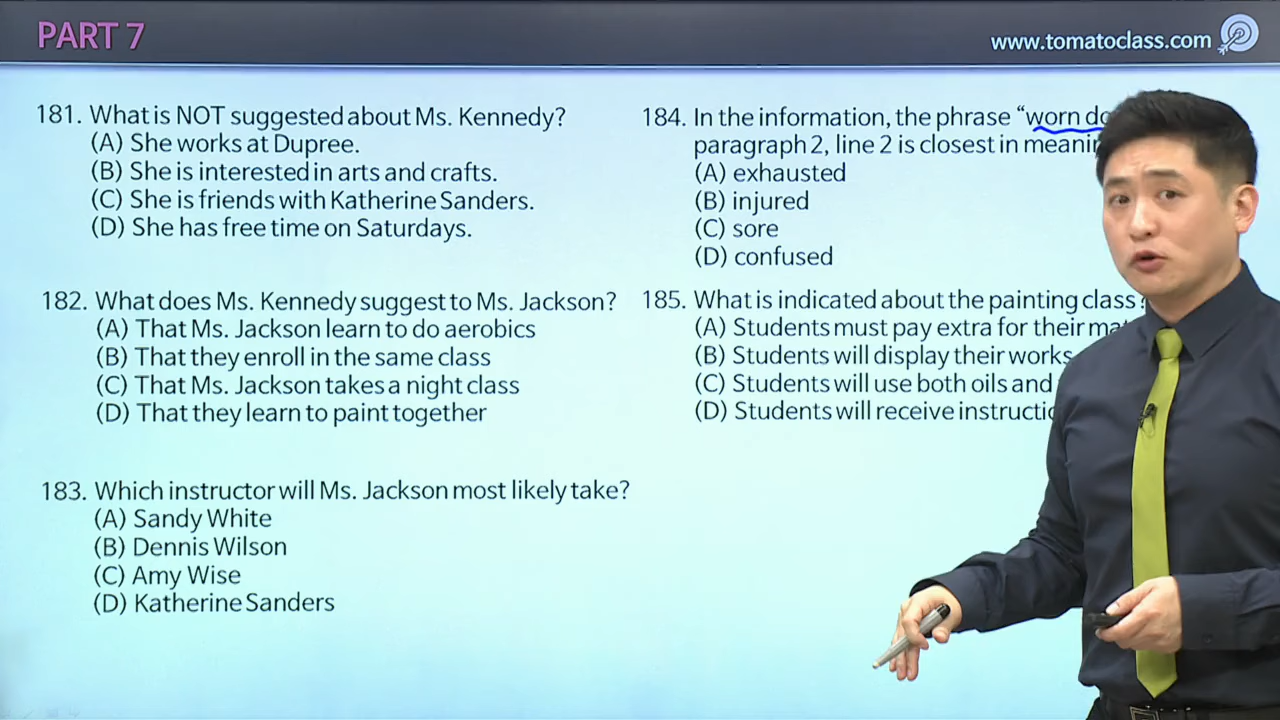 PART 7
www.tomatoclass.com
181. What is NOT suggested about Ms. Kennedy?
(A) She works at Dupree.
(B) She is interested in arts and crafts.
(C) She is friends with Katherine Sanders.
(D) She has free time on Saturdays.
182. What does Ms. Kennedy suggest to Ms. Jackson?
(A) That Ms. Jackson learn to do aerobics
(B) That they enroll in the same class
(C) That Ms. Jackson takes a night class
(D) That they learn to paint together
183. Which instructor will Ms. Jackson most likely take?
(A) Sandy White
(B) Dennis Wilson
(C) Amy Wise
(D) Katherine Sanders
184. In the information, the phrase “worn
paragraph 2, line 2 is closest in
(A) exhausted
(B) injured
(C) sore
(D) confused
185. What is indicated about the painting class?
(A) Students must pay extra for their
(B) Students will display their works
(C) Students will use both oils and
(D) Students will receive